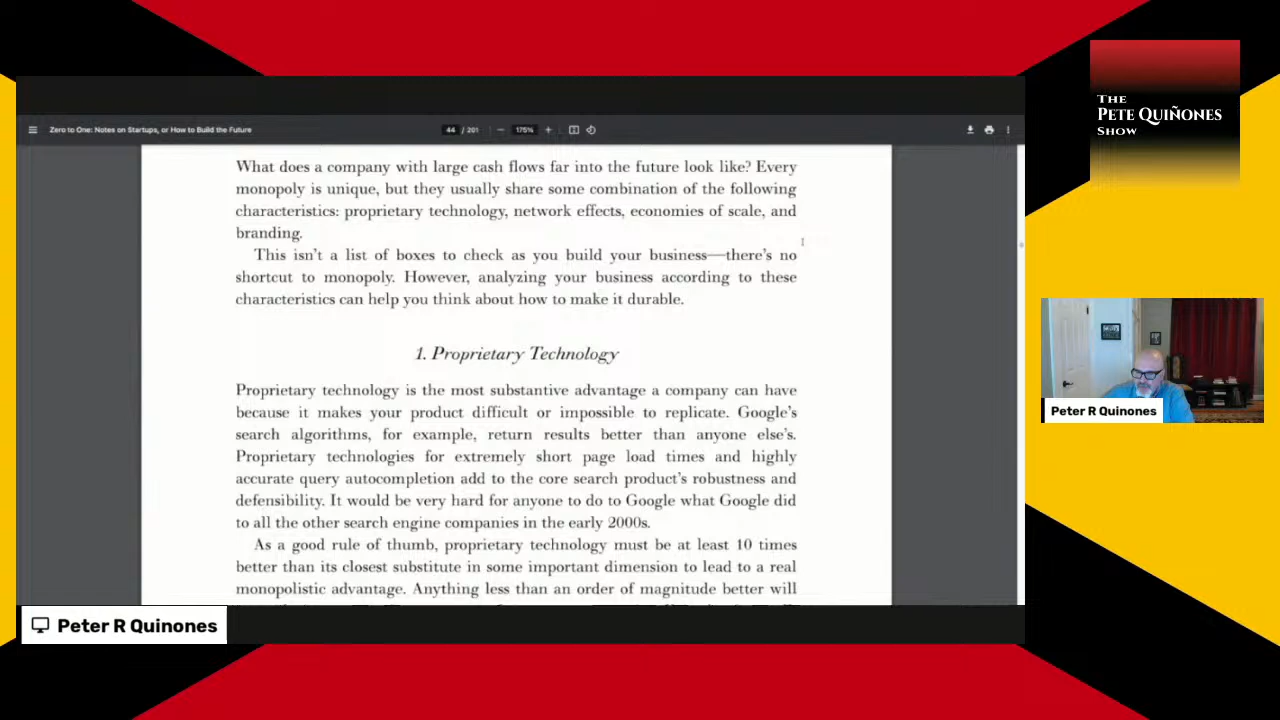 Zero to One: Notes on Startups, or How to Build the Future
44 / 201
175%
What does a company with large cash flows far into the future look like? Every
monopoly is unique, but they usually share some combination of the following
characteristics: proprietary technology, network effects, economies of scale, and
branding.
This isn't a list of boxes to check as you build your business—there's no
shortcut to monopoly. However, analyzing your business according to these
characteristics can help you think about how to make it durable.
1. Proprietary Technology
Proprietary technology is the most substantive advantage a company can have
because it makes your product difficult or impossible to replicate. Google's
search algorithms, for example, return results better than anyone else's.
Proprietary technologies for extremely short page load times and highly
accurate query autocompletion add to the core search product's robustness and
defensibility. It would be very hard for anyone to do to Google what Google did
to all the other search engine companies in the early 2000s.
As a good rule of thumb, proprietary technology must be at least 10 times
better than its closest substitute in some important dimension to lead to a real
monopolistic advantage. Anything less than an order of magnitude better will
Peter R Quinones
THE
PETE QUIÑONES
SHOW
Peter R Quinones